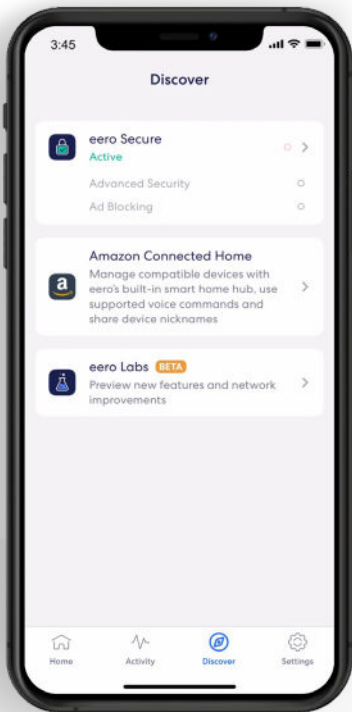 3:45
Discover
eero Secure
Active
Advanced Security
Ad Blocking
Amazon Connected Home
Manage compatible devices with
eero's built-in smart home hub, use
supported voice commands and
share device nicknames
eero Labs BETA
Preview new features and network
improvements
Home Activity Discover Settings